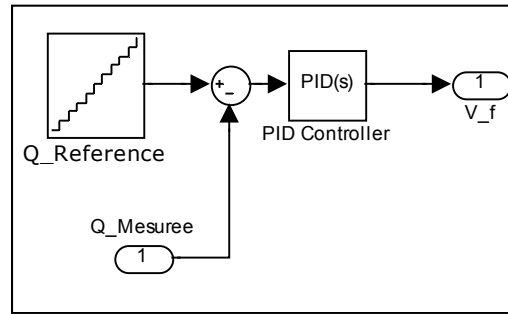 +
−
PID(s)
1
V_f
PID Controller
Q_Reference
Q_Mesuree
1